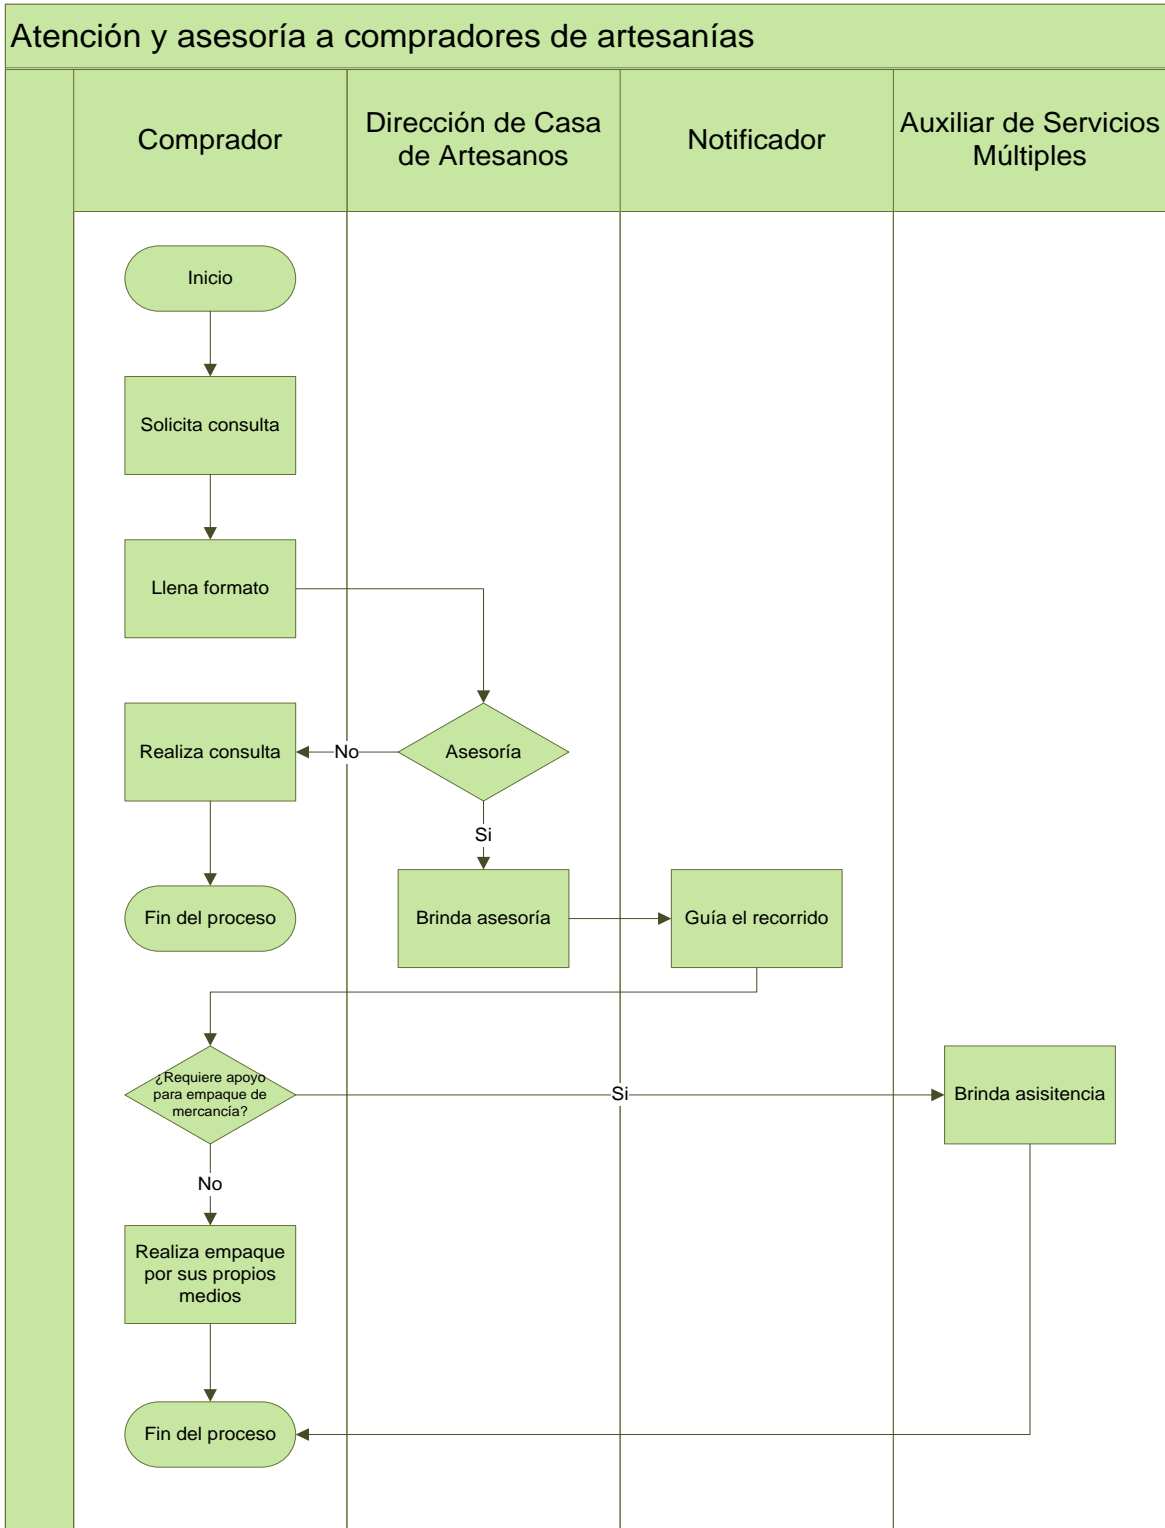 Atención y asesoría a compradores de artesanías
Comprador
Dirección de Casa
de Artesanos
Notificador
Auxiliar de Servicios
Múltiples
Inicio
Solicita consulta
Llena formato
Realiza consulta
No
Asesoría
Si
Fin del proceso
Brinda asesoría
Guía el recorrido
¿Requiere apoyo
para empaque de
mercancía?
Si
Brinda asisitencia
No
Realiza empaque
por sus propios
medios
Fin del proceso